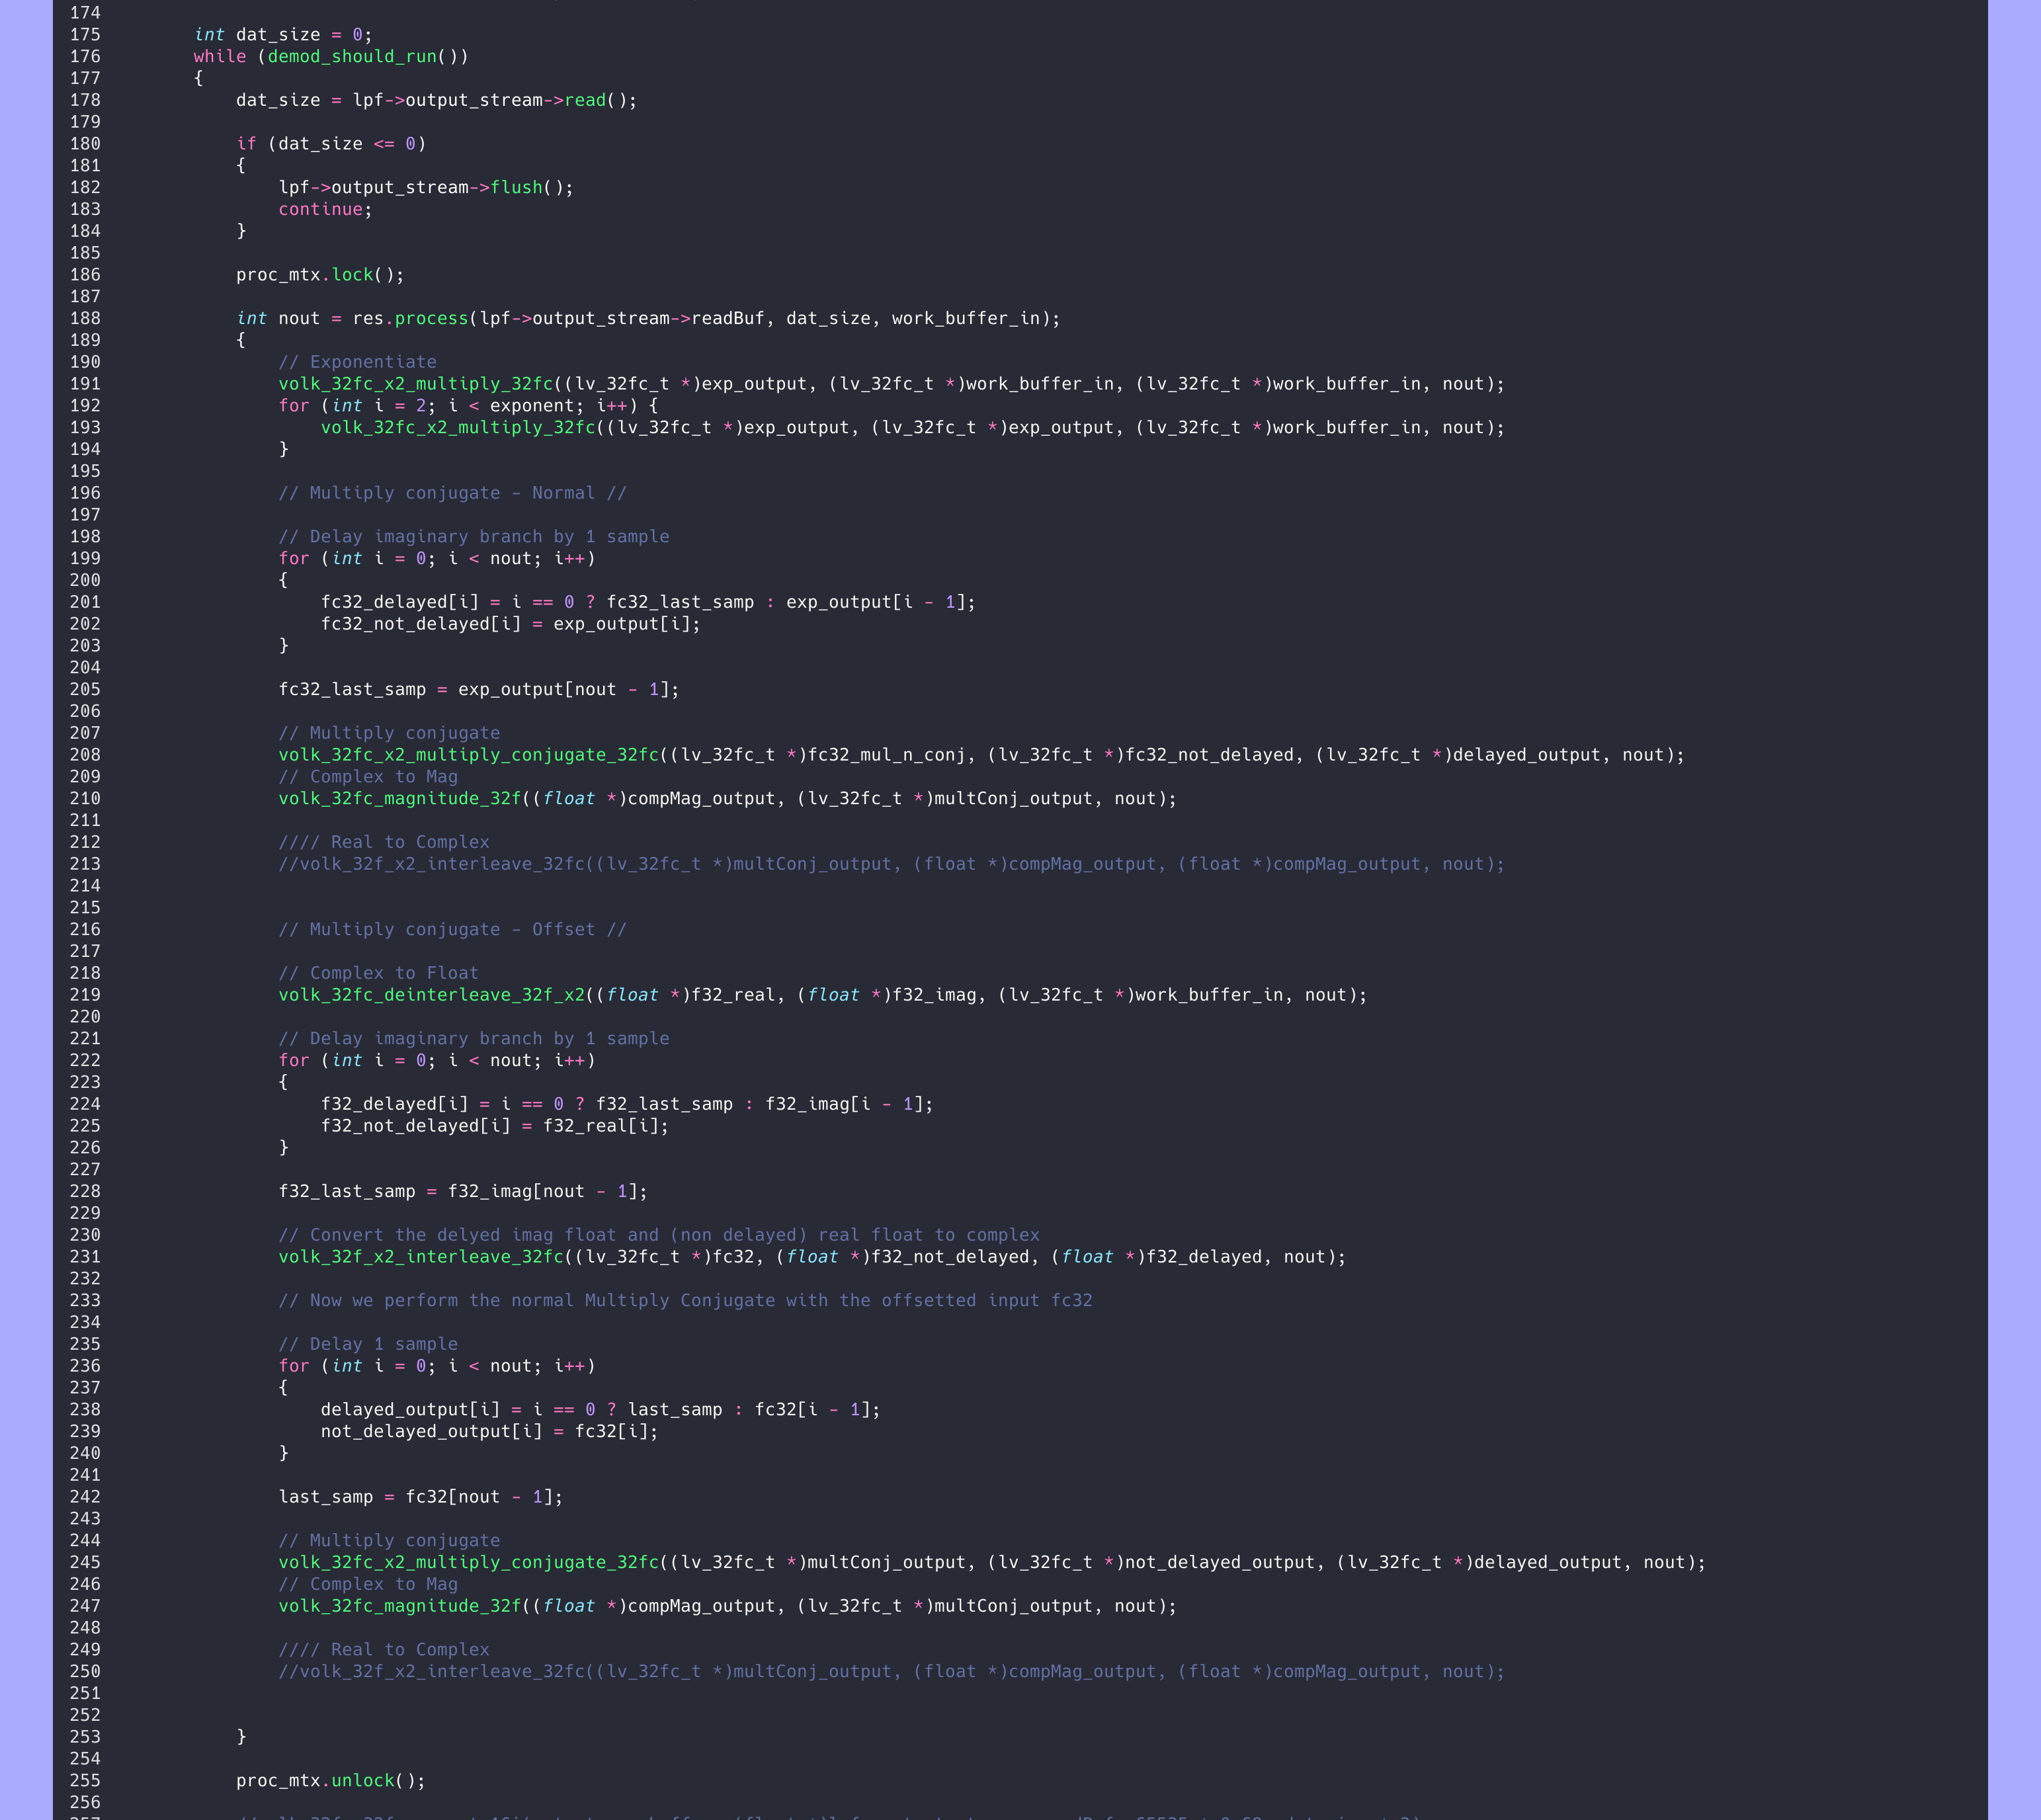 174
175 int dat_size = 0;
176 while (demod_should_run())
177 {
178 dat_size = lpf->output_stream->read();
179
180 if (dat_size <= 0)
181 {
182 lpf->output_stream->flush();
183 continue;
184 }
185
186 proc_mtx.lock();
187
188 int nout = res.process(lpf->output_stream->readBuf, dat_size, work_buffer_in);
189 {
190 // Exponentiate
191 volk_32fc_x2_multiply_32fc((lv_32fc_t *)exp_output, (lv_32fc_t *)work_buffer_in, (lv_32fc_t *)work_buffer_in, nout);
192 for (int i = 2; i < exponent; i++) {
193 volk_32fc_x2_multiply_32fc((lv_32fc_t *)exp_output, (lv_32fc_t *)exp_output, (lv_32fc_t *)work_buffer_in, nout);
194 }
195
196 // Multiply conjugate - Normal //
197
198 // Delay imaginary branch by 1 sample
199 for (int i = 0; i < nout; i++)
200 {
201 fc32_delayed[i] = i == 0 ? fc32_last_samp : exp_output[i - 1];
202 fc32_not_delayed[i] = exp_output[i];
203 }
204
205 fc32_last_samp = exp_output[nout - 1];
206
207 // Multiply conjugate
208 volk_32fc_x2_multiply_conjugate_32fc((lv_32fc_t *)fc32_mul_n_conj, (lv_32fc_t *)fc32_not_delayed, (lv_32fc_t *)delayed_output, nout);
209 // Complex to Mag
210 volk_32fc_magnitude_32f((float *)compMag_output, (lv_32fc_t *)multConj_output, nout);
211
212 //// Real to Complex
213 //volk_32f_x2_interleave_32fc((lv_32fc_t *)multConj_output, (float *)compMag_output, (float *)compMag_output, nout);
214
215
216 // Multiply conjugate - Offset //
217
218 // Complex to Float
219 volk_32fc_deinterleave_32f_x2((float *)f32_real, (float *)f32_imag, (lv_32fc_t *)work_buffer_in, nout);
220
221 // Delay imaginary branch by 1 sample
222 for (int i = 0; i < nout; i++)
223 {
224 f32_delayed[i] = i == 0 ? f32_last_samp : f32_imag[i - 1];
225 f32_not_delayed[i] = f32_real[i];
226 }
227
228 f32_last_samp = f32_imag[nout - 1];
229
230 // Convert the delyed imag float and (non delayed) real float to complex
231 volk_32f_x2_interleave_32fc((lv_32fc_t *)fc32, (float *)f32_not_delayed, (float *)f32_delayed, nout);
232
233 // Now we perform the normal Multiply Conjugate with the offsetted input fc32
234
235 // Delay 1 sample
236 for (int i = 0; i < nout; i++)
237 {
238 delayed_output[i] = i == 0 ? last_samp : fc32[i - 1];
239 not_delayed_output[i] = fc32[i];
240 }
241
242 last_samp = fc32[nout - 1];
243
244 // Multiply conjugate
245 volk_32fc_x2_multiply_conjugate_32fc((lv_32fc_t *)multConj_output, (lv_32fc_t *)not_delayed_output, (lv_32fc_t *)delayed_output, nout);
246 // Complex to Mag
247 volk_32fc_magnitude_32f((float *)compMag_output, (lv_32fc_t *)multConj_output, nout);
248
249 //// Real to Complex
250 //volk_32f_x2_interleave_32fc((lv_32fc_t *)multConj_output, (float *)compMag_output, (float *)compMag_output, nout);
251
252
253 }
254
255 proc_mtx.unlock();
256